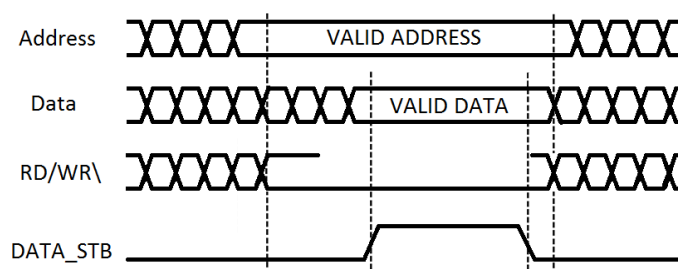 Address
VALID ADDRESS
Data
VALID DATA
RD/WR\
DATA_STB